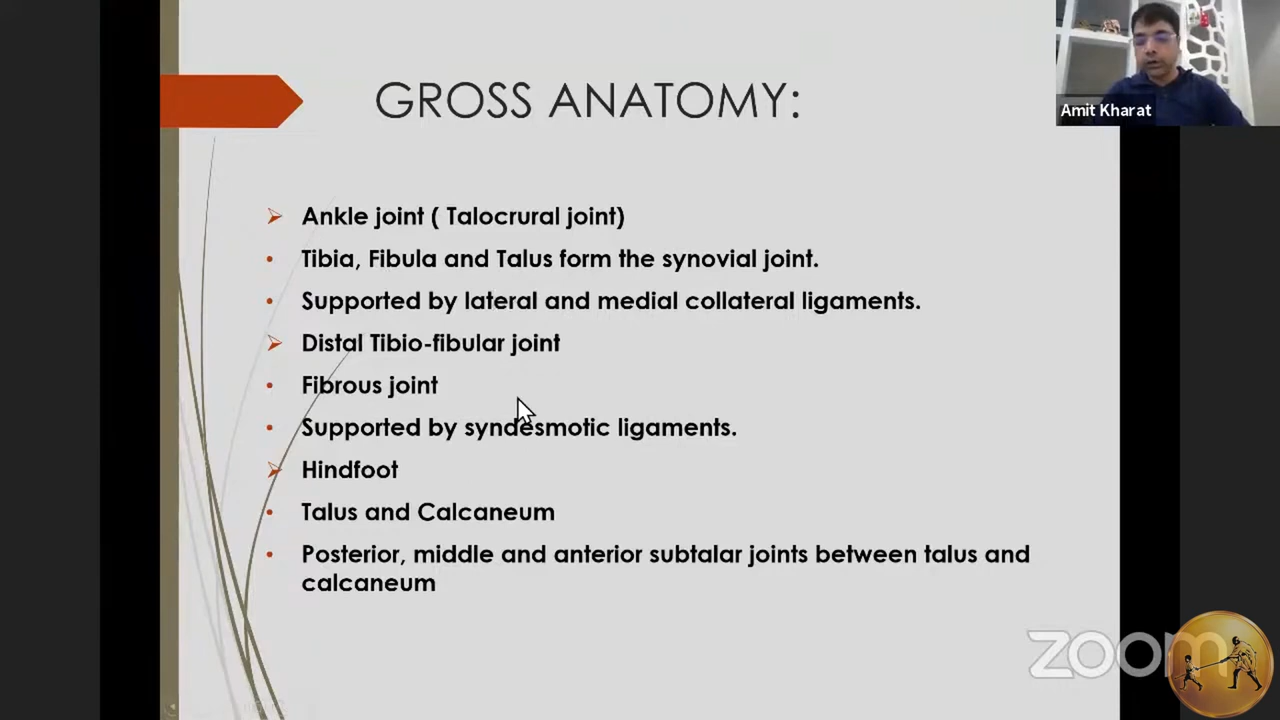 GROSS ANATOMY:
Amit Kharat
Ankle joint ( Talocrural joint)
Tibia, Fibula and Talus form the synovial joint.
Supported by lateral and medial collateral ligaments.
Distal Tibio-fibular joint
Fibrous joint
Supported by syndesmotic ligaments.
Hindfoot
Talus and Calcaneum
Posterior, middle and anterior subtalar joints between talus and
calcaneum
zoom